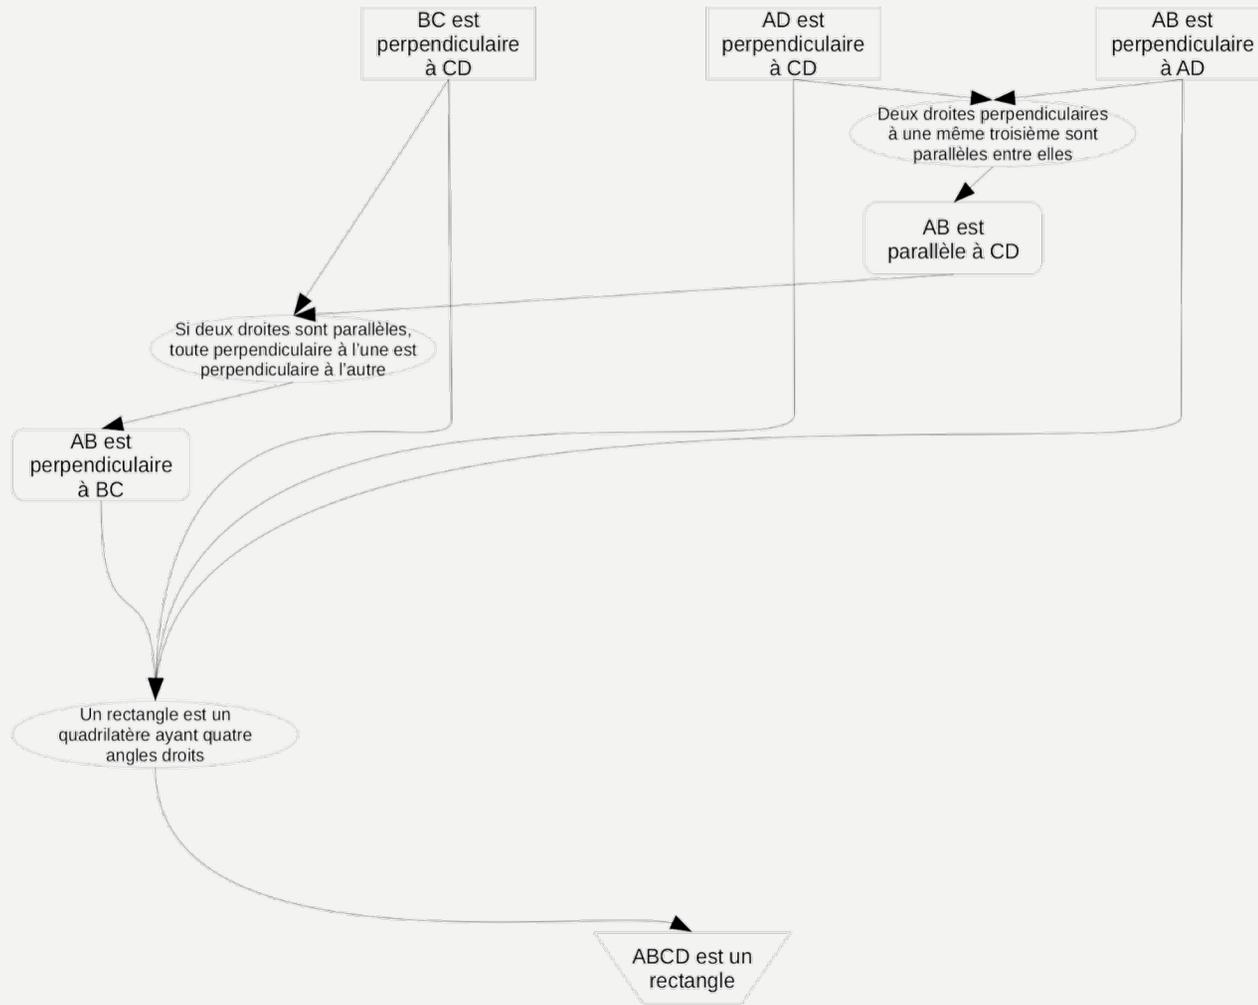 BC est
perpendiculaire
à CD
AD est
perpendiculaire
à CD
AB est
perpendiculaire
à AD
Deux droites perpendiculaires
à une même troisième sont
parallèles entre elles
AB est
parallèle à CD
Si deux droites sont parallèles,
toute perpendiculaire à l'une est
perpendiculaire à l'autre
AB est
perpendiculaire
à BC
Un rectangle est un
quadrilatère ayant quatre
angles droits
ABCD est un
rectangle